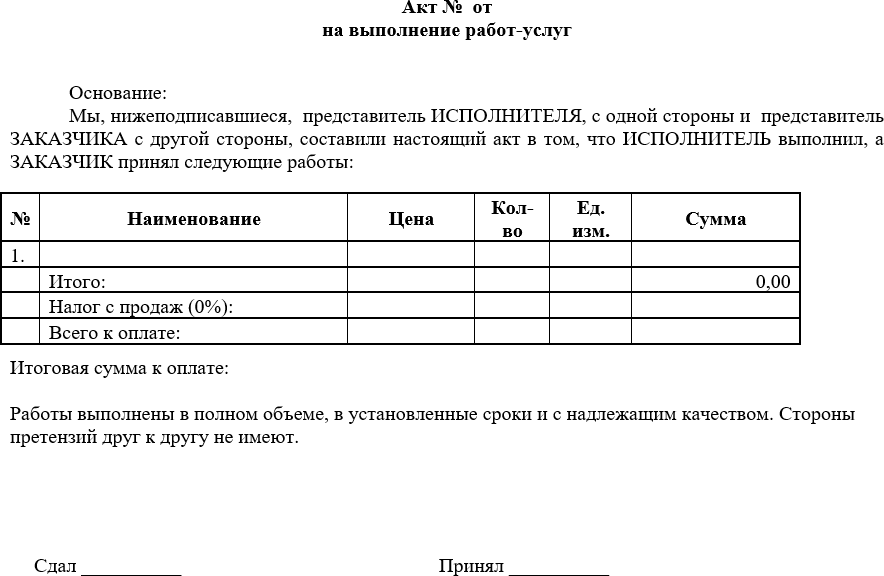 Акт № от
на выполнение работ-услуг
Основание:
Мы, нижеподписавшиеся, представитель ИСПОЛНИТЕЛЯ, с одной стороны и представитель
ЗАКАЗЧИКА с другой стороны, составили настоящий акт в том, что ИСПОЛНИТЕЛЬ выполнил, а
ЗАКАЗЧИК принял следующие работы:
№ Наименование Цена Кол-во Ед. изм. Сумма
1.
Итого: 0,00
Налог с продаж (0%):
Всего к оплате:
Итоговая сумма к оплате:
Работы выполнены в полном объеме, в установленные сроки и с надлежащим качеством. Стороны
претензий друг к другу не имеют.
Сдал __________ Принял __________